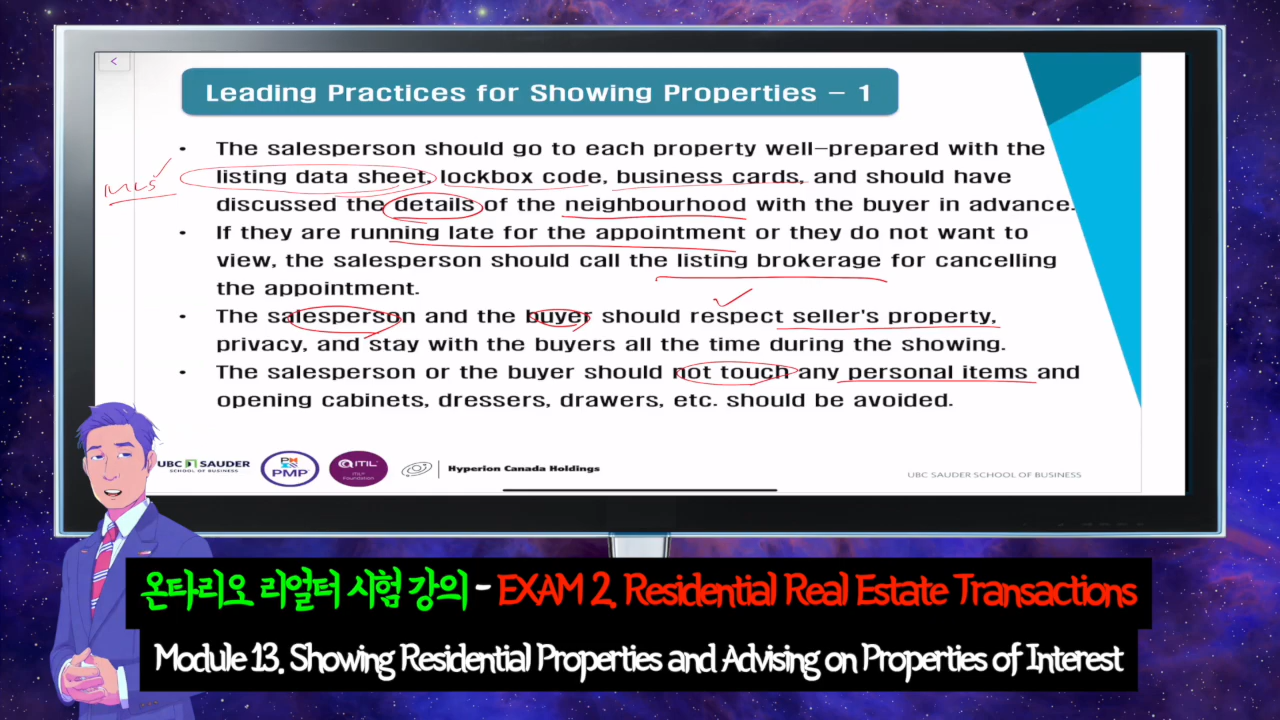 <
Leading Practices for Showing Properties – 1
• The salesperson should go to each property well-prepared with the
listing data sheet, lockbox code, business cards, and should have
discussed the details of the neighbourhood with the buyer in advance.
MLS
• If they are running late for the appointment or they do not want to
view, the salesperson should call the listing brokerage for cancelling
the appointment.
• The salesperson and the buyer should respect seller's property,
privacy, and stay with the buyers all the time during the showing.
• The salesperson or the buyer should not touch any personal items and
opening cabinets, dressers, drawers, etc. should be avoided.
UBC SAUDER
SCHOOL OF BUSINESS
PMP
ITIL
Foundation
Hyperion Canada Holdings
UBC SAUDER SCHOOL OF BUSINESS
온타리오 리얼터 시험 강의 - EXAM 2. Residential Real Estate Transactions
Module 13. Showing Residential Properties and Advising on Properties of Interest